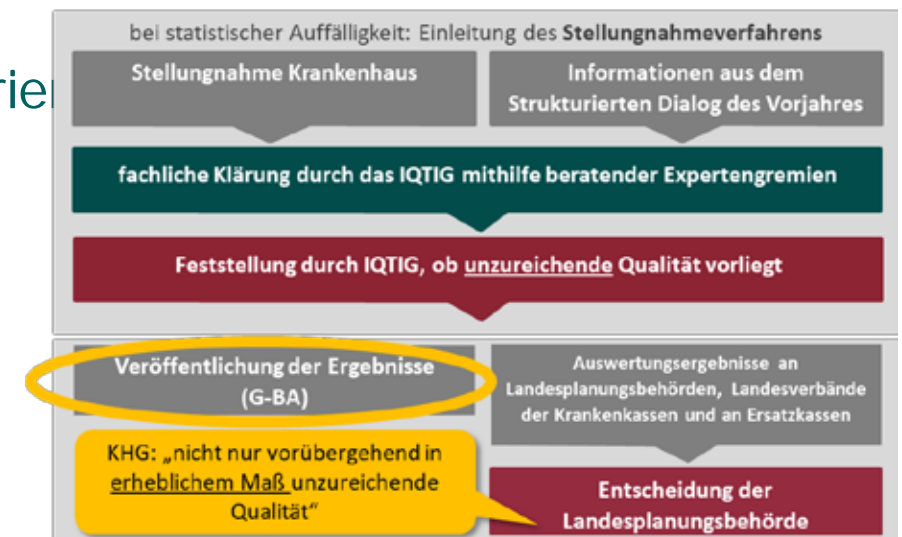 rier
bei statistischer Auffälligkeit: Einleitung des Stellungnahmeverfahrens
Stellungnahme Krankenhaus
Informationen aus dem
Strukturierten Dialog des Vorjahres
fachliche Klärung durch das IQTIG mithilfe beratender Expertengremien
Feststellung durch IQTIG, ob unzureichende Qualität vorliegt
Veröffentlichung der Ergebnisse
(G-BA)
Auswertungsergebnisse an
Landesplanungsbehörden, Landesverbände
der Krankenkassen und an Ersatzkassen
KHG: „nicht nur vorübergehend in
erheblichem Maß unzureichende
Qualität“
Entscheidung der
Landesplanungsbehörde